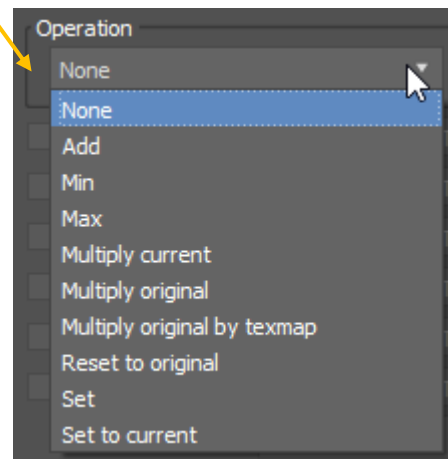 Operation
None
None
Add
Min
Max
Multiply current
Multiply original
Multiply original by texmap
Reset to original
Set
Set to current